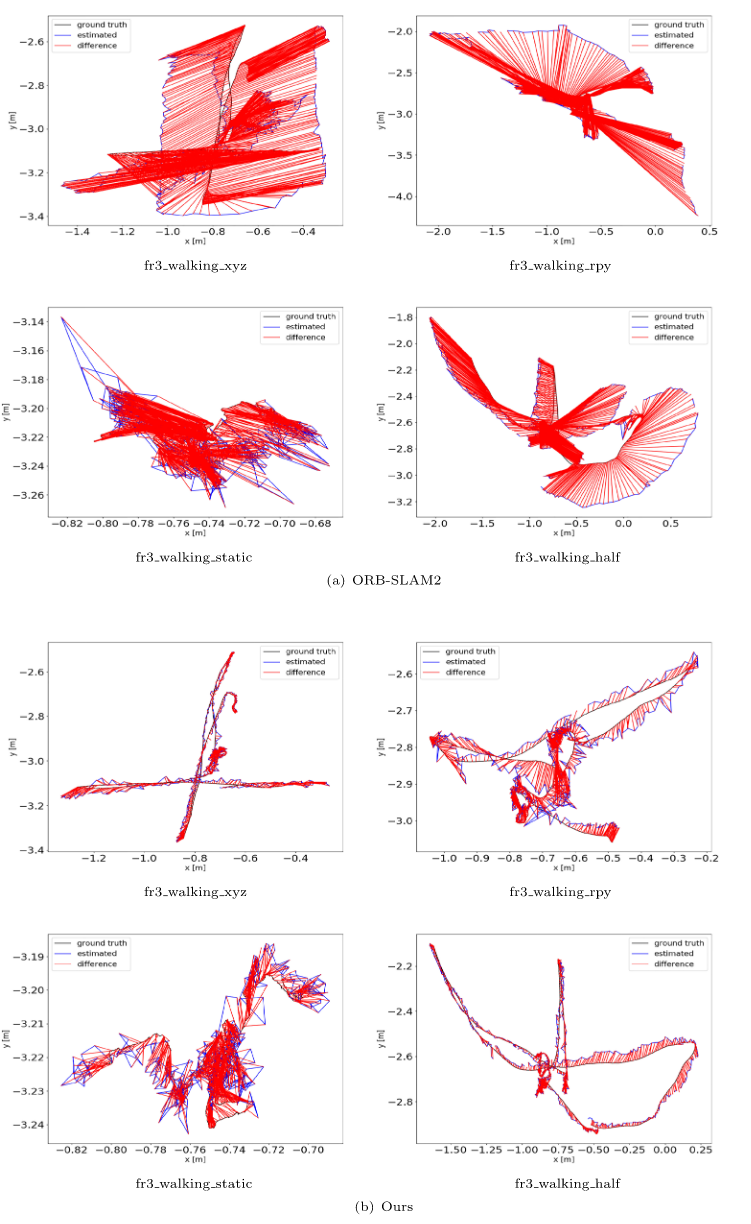 ground truth
estimated
difference
y [m]
−2.6
−2.8
−3.0
−3.2
−3.4
−1.4 −1.2 −1.0 −0.8 −0.6 −0.4
x [m]
fr3_walking_xyz
ground truth
estimated
difference
y [m]
−2.0
−2.5
−3.0
−3.5
−4.0
−2.0 −1.5 −1.0 −0.5 0.0 0.5
x [m]
fr3_walking_rpy
ground truth
estimated
difference
y [m]
−3.14
−3.16
−3.18
−3.20
−3.22
−3.24
−3.26
−0.82 −0.80 −0.78 −0.76 −0.74 −0.72 −0.70 −0.68
x [m]
fr3_walking_static
ground truth
estimated
difference
y [m]
−1.8
−2.0
−2.2
−2.4
−2.6
−2.8
−3.0
−3.2
−2.0 −1.5 −1.0 −0.5 0.0 0.5
x [m]
fr3_walking_half
(a) ORB-SLAM2
ground truth
estimated
difference
y [m]
−2.6
−2.8
−3.0
−3.2
−3.4
−1.2 −1.0 −0.8 −0.6 −0.4
x [m]
fr3_walking_xyz
ground truth
estimated
difference
y [m]
−2.6
−2.7
−2.8
−2.9
−3.0
−1.0 −0.9 −0.8 −0.7 −0.6 −0.5 −0.4 −0.3 −0.2
x [m]
fr3_walking_rpy
ground truth
estimated
difference
y [m]
−3.19
−3.20
−3.21
−3.22
−3.23
−3.24
−0.82 −0.80 −0.78 −0.76 −0.74 −0.72 −0.70
x [m]
fr3_walking_static
ground truth
estimated
difference
y [m]
−2.2
−2.4
−2.6
−2.8
−1.50 −1.25 −1.00 −0.75 −0.50 −0.25 0.00 0.25
x [m]
fr3_walking_half
(b) Ours